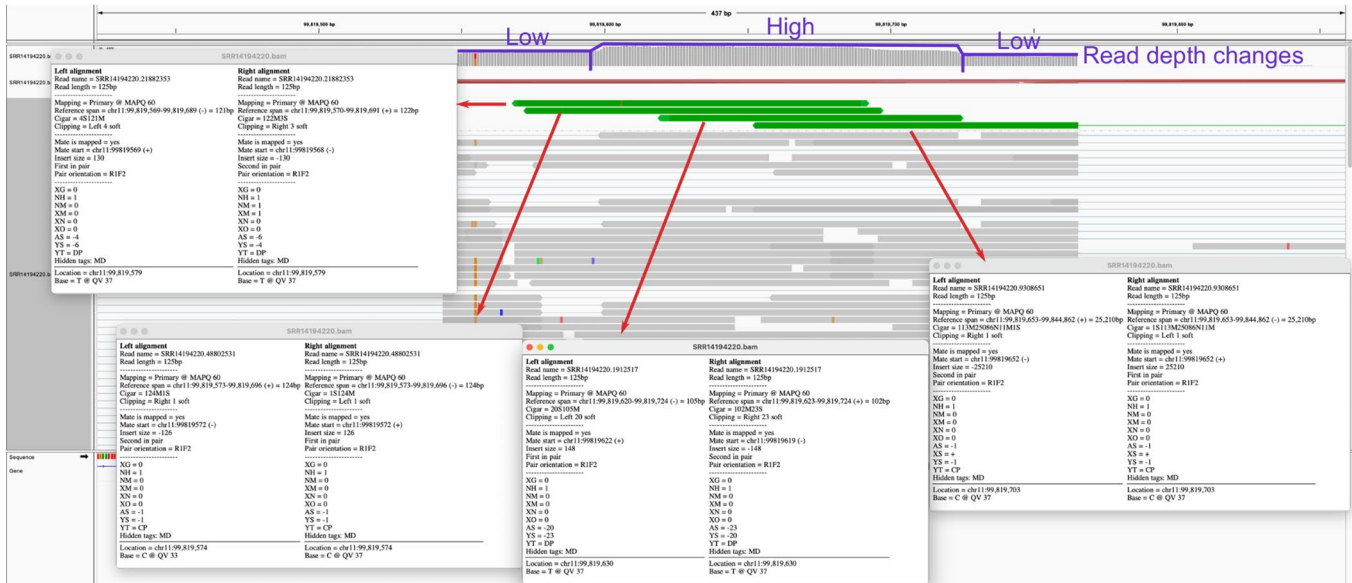 437 bp
99,819,500 bp
99,819,600 bp
99,819,700 bp
99,819,800 bp
Low
High
Low
Read depth changes
SRR14194220.b
SRR14194220.b
SRR14194220.b
Sequence
Gene
SRR14194220.bam
Left alignment
Read name = SRR14194220.21882353
Read length = 125bp
----------------------
Mapping = Primary @ MAPQ 60
Reference span = chr11:99,819,569-99,819,689 (-) = 121bp
Cigar = 4S121M
Clipping = Left 4 soft
----------------------
Mate is mapped = yes
Mate start = chr11:99819569 (+)
Insert size = 130
First in pair
Pair orientation = R1F2
----------------------
XG = 0
NH = 1
NM = 0
XM = 0
XN = 0
XO = 0
AS = -4
YS = -6
YT = DP
Hidden tags: MD
Location = chr11:99,819,579
Base = T @ QV 37
Right alignment
Read name = SRR14194220.21882353
Read length = 125bp
----------------------
Mapping = Primary @ MAPQ 60
Reference span = chr11:99,819,570-99,819,691 (+) = 122bp
Cigar = 122M3S
Clipping = Right 3 soft
----------------------
Mate is mapped = yes
Mate start = chr11:99819568 (-)
Insert size = -130
Second in pair
Pair orientation = R1F2
----------------------
XG = 0
NH = 1
NM = 1
XM = 1
XN = 0
XO = 0
AS = -6
YS = -4
YT = DP
Hidden tags: MD
Location = chr11:99,819,579
Base = T @ QV 37
SRR14194220.bam
Left alignment
Read name = SRR14194220.48802531
Read length = 125bp
----------------------
Mapping = Primary @ MAPQ 60
Reference span = chr11:99,819,573-99,819,696 (+) = 124bp
Cigar = 124M1S
Clipping = Right 1 soft
----------------------
Mate is mapped = yes
Mate start = chr11:99819572 (-)
Insert size = -126
Second in pair
Pair orientation = R1F2
----------------------
XG = 0
NH = 1
NM = 0
XM = 0
XN = 0
XO = 0
AS = -1
YS = -1
YT = CP
Hidden tags: MD
Location = chr11:99,819,574
Base = C @ QV 33
Right alignment
Read name = SRR14194220.48802531
Read length = 125bp
----------------------
Mapping = Primary @ MAPQ 60
Reference span = chr11:99,819,573-99,819,696 (-) = 124bp
Cigar = 1S124M
Clipping = Left 1 soft
----------------------
Mate is mapped = yes
Mate start = chr11:99819572 (+)
Insert size = 126
First in pair
Pair orientation = R1F2
----------------------
XG = 0
NH = 1
NM = 0
XM = 0
XN = 0
XO = 0
AS = -1
YS = -1
YT = CP
Hidden tags: MD
Location = chr11:99,819,574
Base = C @ QV 37
SRR14194220.bam
Left alignment
Read name = SRR14194220.1912517
Read length = 125bp
----------------------
Mapping = Primary @ MAPQ 60
Reference span = chr11:99,819,620-99,819,724 (-) = 105bp
Cigar = 20S105M
Clipping = Left 20 soft
----------------------
Mate is mapped = yes
Mate start = chr11:99819622 (+)
Insert size = 148
First in pair
Pair orientation = R1F2
----------------------
XG = 0
NH = 1
NM = 0
XM = 0
XN = 0
XO = 0
AS = -20
YS = -23
YT = DP
Hidden tags: MD
Location = chr11:99,819,630
Base = T @ QV 37
Right alignment
Read name = SRR14194220.1912517
Read length = 125bp
----------------------
Mapping = Primary @ MAPQ 60
Reference span = chr11:99,819,623-99,819,724 (+) = 102bp
Cigar = 102M23S
Clipping = Right 23 soft
----------------------
Mate is mapped = yes
Mate start = chr11:99819619 (-)
Insert size = -148
Second in pair
Pair orientation = R1F2
----------------------
XG = 0
NH = 1
NM = 0
XM = 0
XN = 0
XO = 0
AS = -23
YS = -20
YT = DP
Hidden tags: MD
Location = chr11:99,819,630
Base = T @ QV 37
SRR14194220.bam
Left alignment
Read name = SRR14194220.9308651
Read length = 125bp
----------------------
Mapping = Primary @ MAPQ 60
Reference span = chr11:99,819,653-99,844,862 (+) = 25,210bp
Cigar = 113M25086N11M1S
Clipping = Right 1 soft
----------------------
Mate is mapped = yes
Mate start = chr11:99819652 (-)
Insert size = -25210
Second in pair
Pair orientation = R1F2
----------------------
XG = 0
NH = 1
NM = 0
XM = 0
XN = 0
XO = 0
AS = -1
XS = +
YS = -1
YT = CP
Hidden tags: MD
Location = chr11:99,819,703
Base = C @ QV 37
Right alignment
Read name = SRR14194220.9308651
Read length = 125bp
----------------------
Mapping = Primary @ MAPQ 60
Reference span = chr11:99,819,653-99,844,862 (-) = 25,210bp
Cigar = 1S113M25086N11M
Clipping = Left 1 soft
----------------------
Mate is mapped = yes
Mate start = chr11:99819652 (+)
Insert size = 25210
First in pair
Pair orientation = R1F2
----------------------
XG = 0
NH = 1
NM = 0
XM = 0
XN = 0
XO = 0
AS = -1
XS = +
YS = -1
YT = CP
Hidden tags: MD
Location = chr11:99,819,703
Base = C @ QV 37